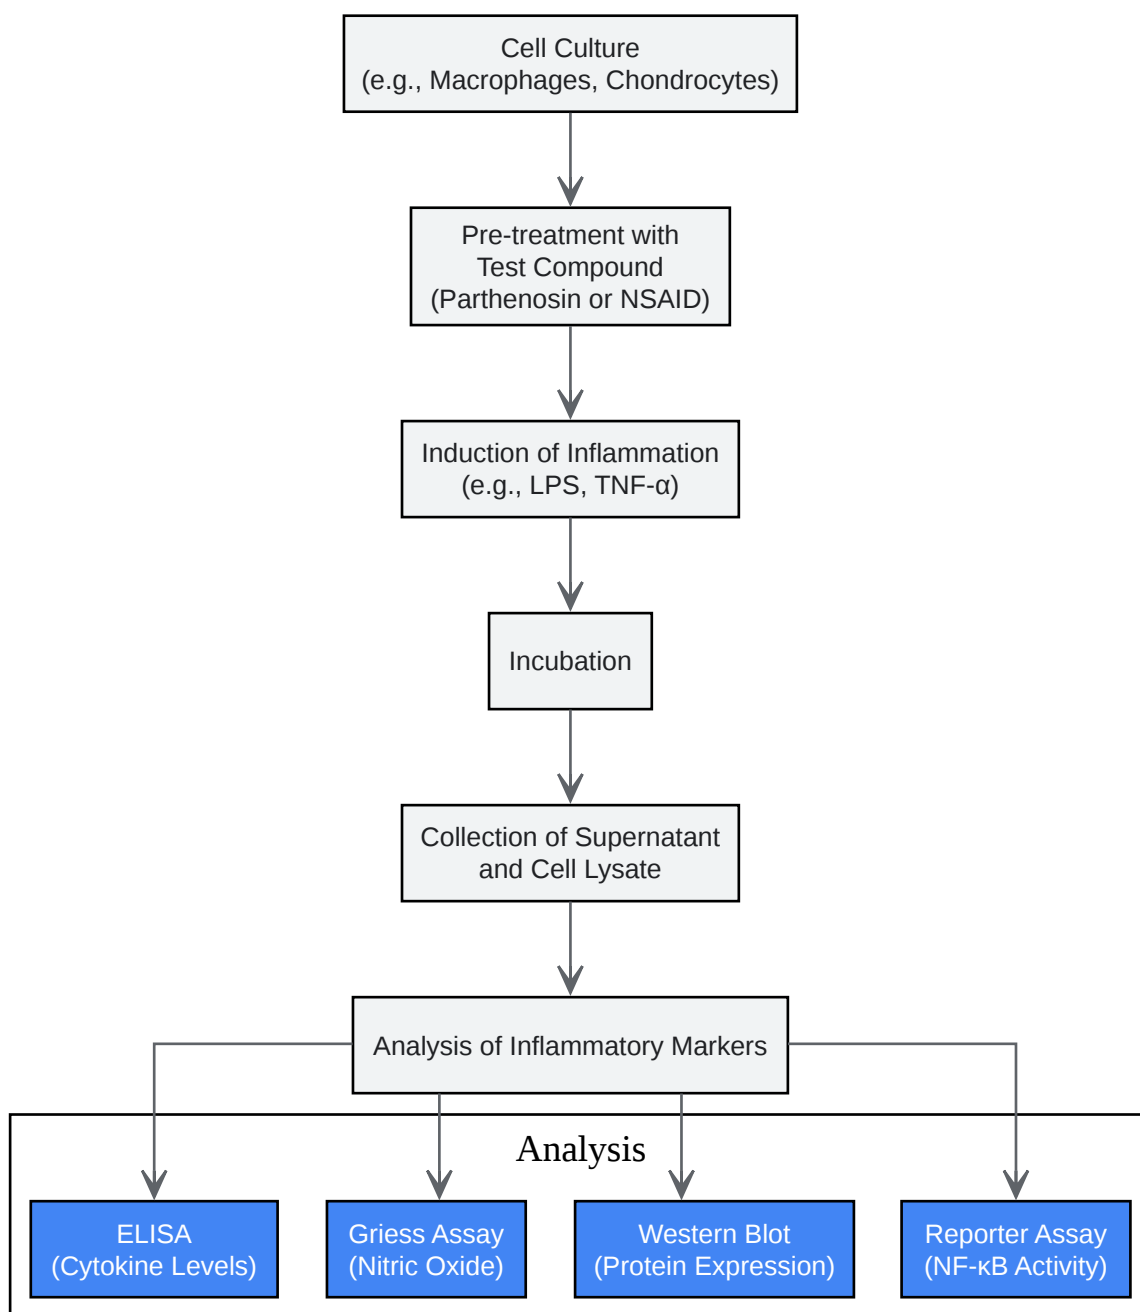 Cell Culture
(e.g., Macrophages, Chondrocytes)
Pre-treatment with
Test Compound
(Parthenosin or NSAID)
Induction of Inflammation
(e.g., LPS, TNF-α)
Incubation
Collection of Supernatant
and Cell Lysate
Analysis of Inflammatory Markers
Analysis
ELISA
(Cytokine Levels)
Griess Assay
(Nitric Oxide)
Western Blot
(Protein Expression)
Reporter Assay
(NF-κB Activity)